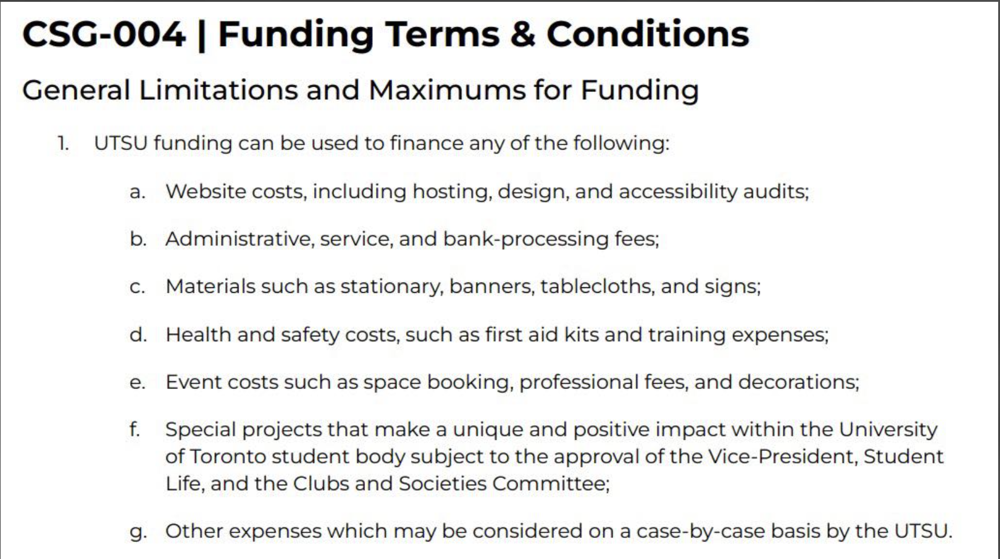 CSG-004 | Funding Terms & Conditions
General Limitations and Maximums for Funding
1. UTSU funding can be used to finance any of the following:
a. Website costs, including hosting, design, and accessibility audits;
b. Administrative, service, and bank-processing fees;
c. Materials such as stationary, banners, tablecloths, and signs;
d. Health and safety costs, such as first aid kits and training expenses;
e. Event costs such as space booking, professional fees, and decorations;
f. Special projects that make a unique and positive impact within the University
of Toronto student body subject to the approval of the Vice-President, Student
Life, and the Clubs and Societies Committee;
g. Other expenses which may be considered on a case-by-case basis by the UTSU.